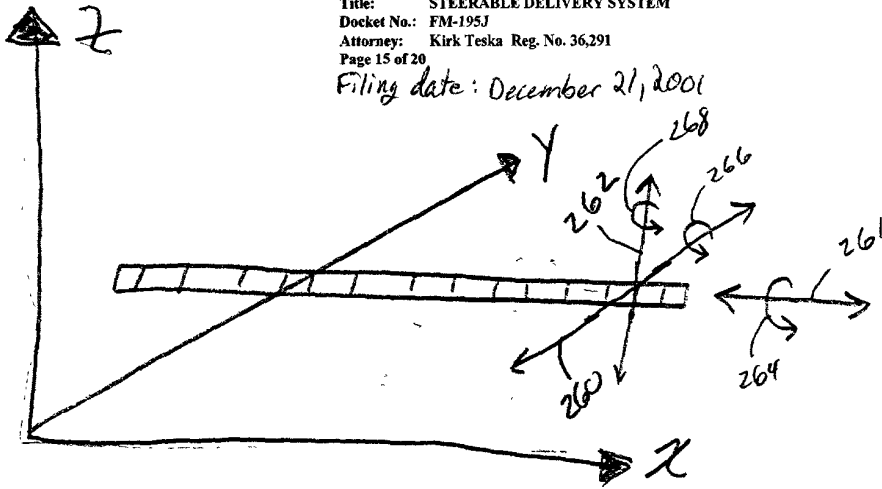 Title: STEERABLE DELIVERY SYSTEM
Docket No.: FM-195J
Attorney: Kirk Teska Reg. No. 36,291
Page 15 of 20
Filing date: December 21, 2001
Z
Y
268
266
262
261
264
260
X